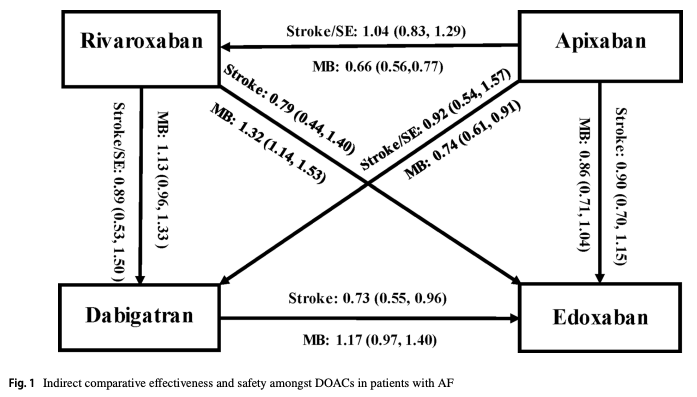 Stroke/SE: 1.04 (0.83, 1.29)
Rivaroxaban
Apixaban
MB: 0.66 (0.56,0.77)
Stroke: 0.79 (0.44, 1.40)
MB: 1.32 (1.14, 1.53)
Stroke/SE: 0.92 (0.54, 1.57)
MB: 0.74 (0.61, 0.91)
Stroke/SE: 0.89 (0.53, 1.50 )
MB: 1.13 (0.96, 1.33 )
MB: 0.86 (0.71, 1.04)
Stroke: 0.90 (0.70, 1.15)
Stroke: 0.73 (0.55, 0.96)
Dabigatran
Edoxaban
MB: 1.17 (0.97, 1.40)
Fig. 1 Indirect comparative effectiveness and safety amongst DOACs in patients with AF